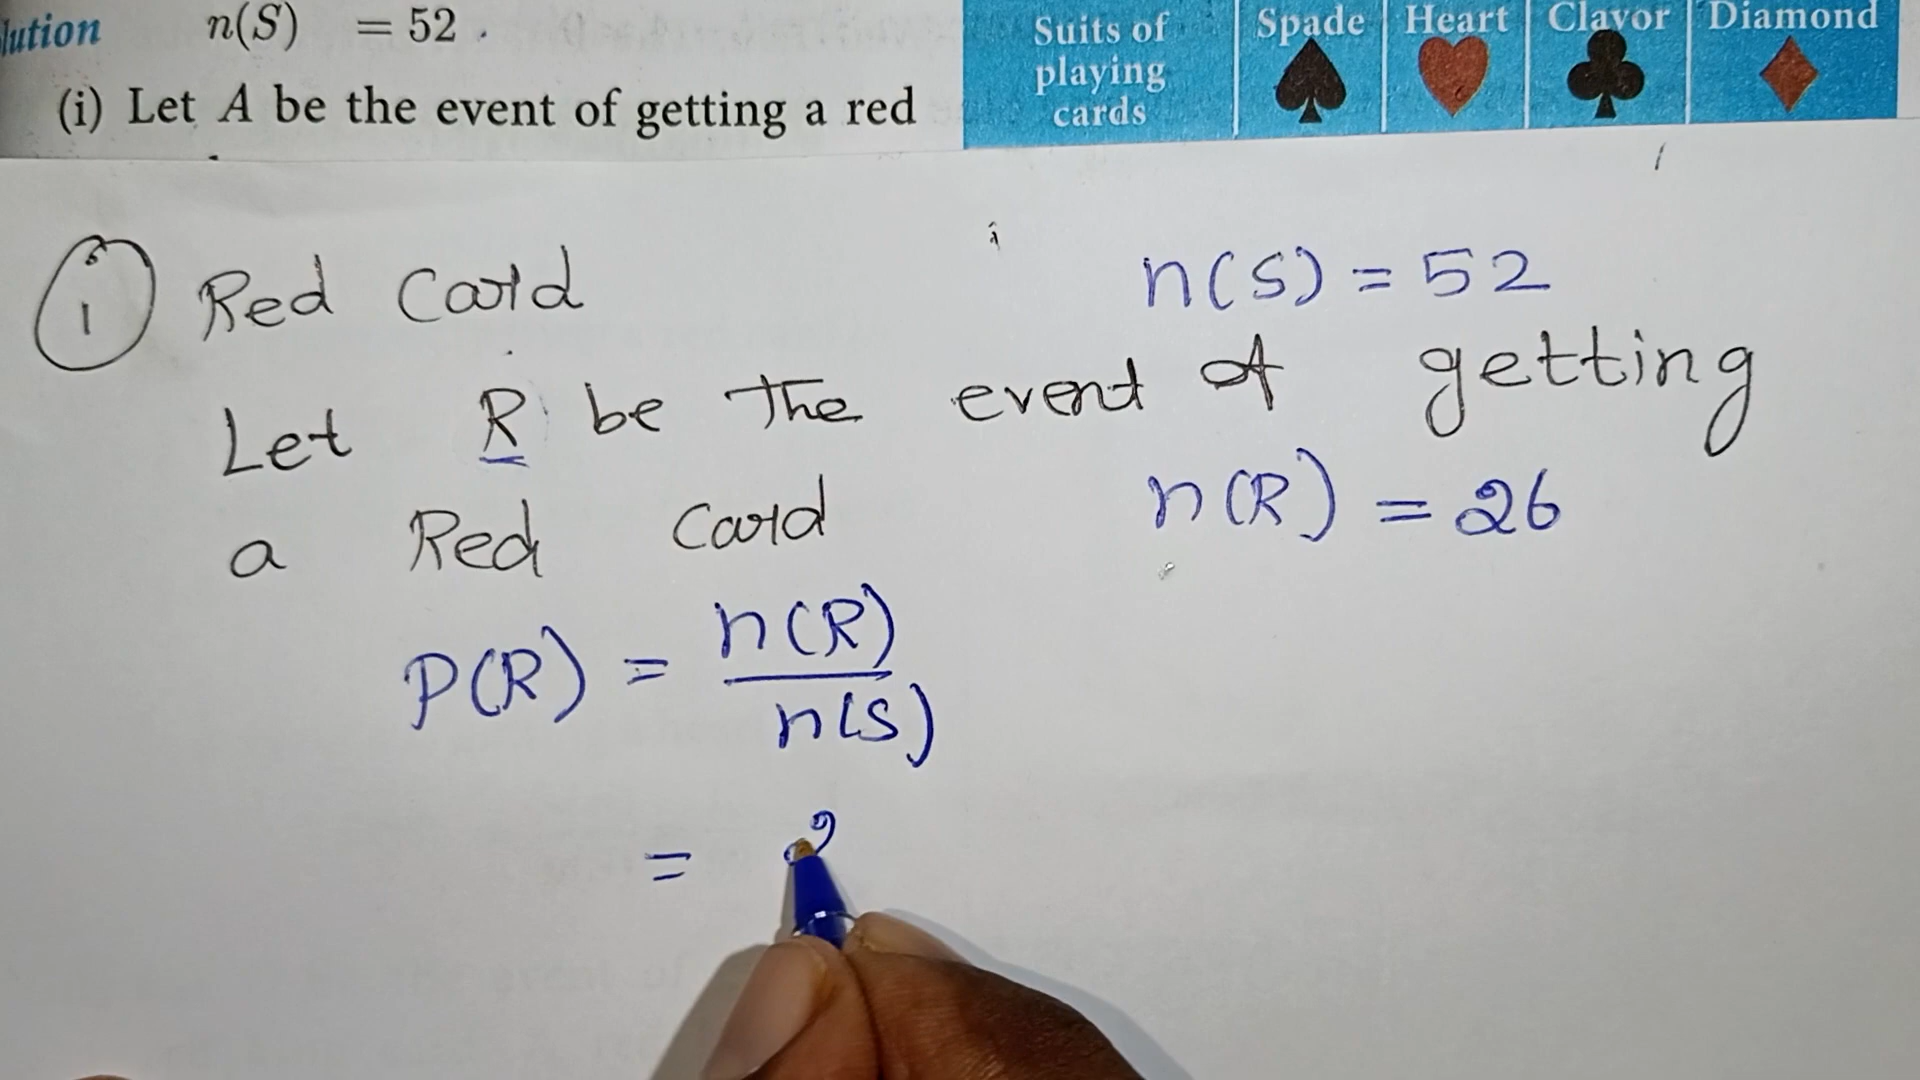 lution n(S) = 52 .
(i) Let A be the event of getting a red
Suits of
playing
cards
Spade Heart Clavor Diamond
(i) Red Card
n(S) = 52
Let R be the event of getting
a Red Card
n(R) = 26
P(R) = n(R) / n(S)
= 2